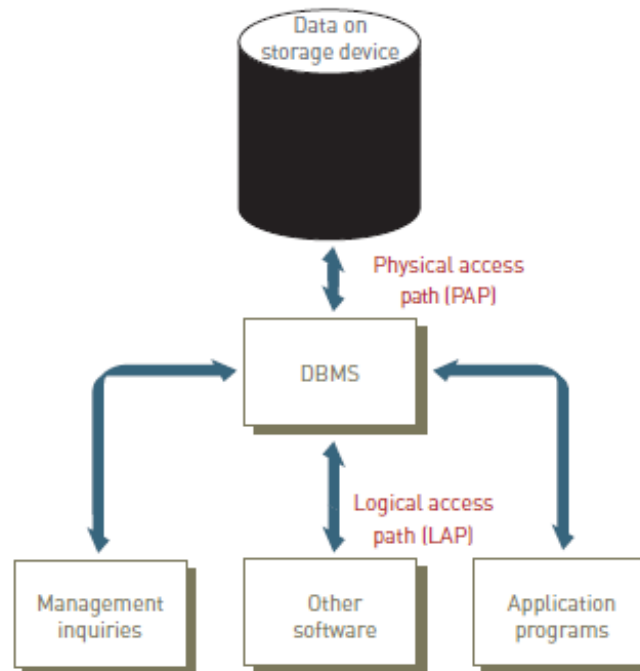 Data on
storage device
Physical access
path (PAP)
DBMS
Logical access
path (LAP)
Management
inquiries
Other
software
Application
programs